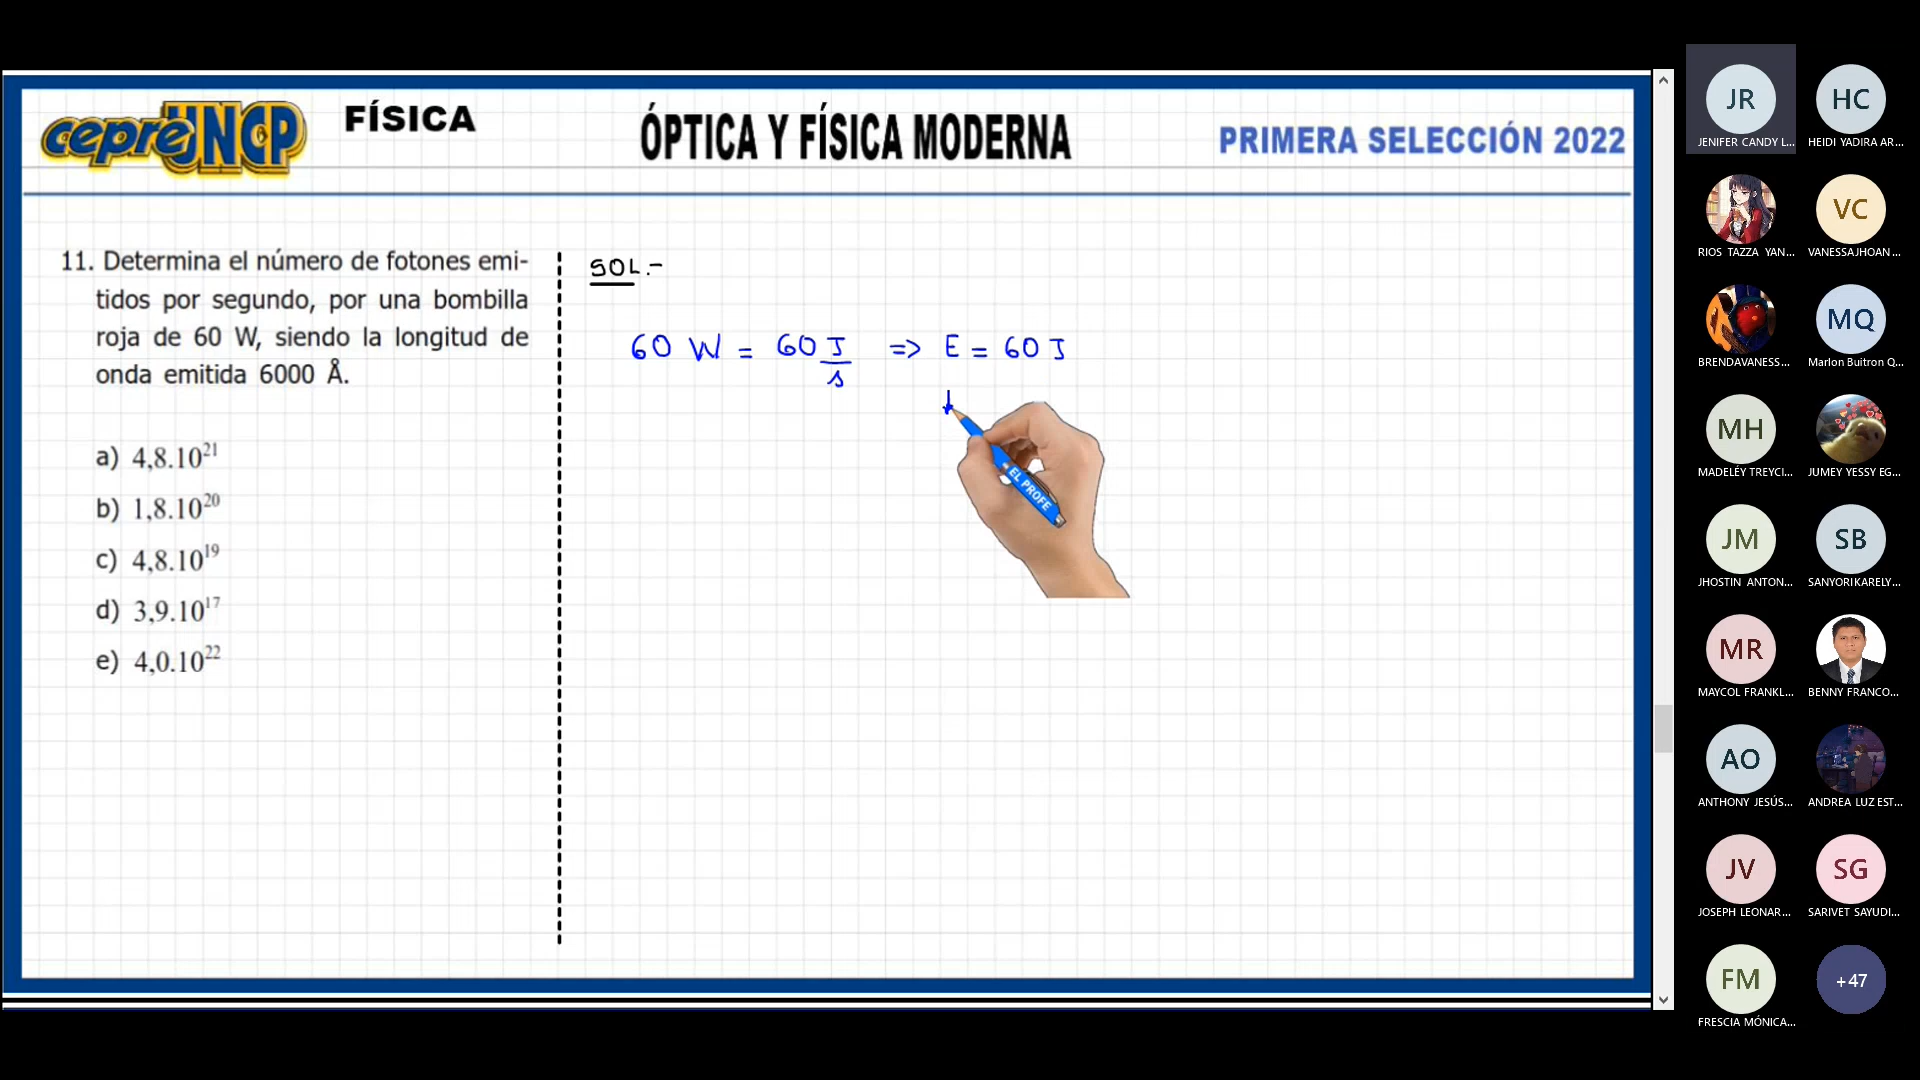 cepre UNCP
FÍSICA
ÓPTICA Y FÍSICA MODERNA
PRIMERA SELECCIÓN 2022
11. Determina el número de fotones emi-
tidos por segundo, por una bombilla
roja de 60 W, siendo la longitud de
onda emitida 6000 Å.
a) 4,8.10²¹
b) 1,8.10²⁰
c) 4,8.10¹⁹
d) 3,9.10¹⁷
e) 4,0.10²²
SOL.-
60 W = 60 J/s => E = 60 J
EL PROFE
JR
JENIFER CANDY L...
HC
HEIDI YADIRA AR...
RIOS TAZZA YAN...
VC
VANESSAJHOAN...
BRENDAVANESS...
MQ
Marlon Buitron Q...
MH
MADELÉY TREYCI...
JUMEY YESSY EG...
JM
JHOSTIN ANTON...
SB
SANYORIKARELY...
MR
MAYCOL FRANKL...
BENNY FRANCO...
AO
ANTHONY JESÚS...
ANDREA LUZ EST...
JV
JOSEPH LEONAR...
SG
SARIVET SAYUDI...
FM
FRESCIA MÓNICA...
+47